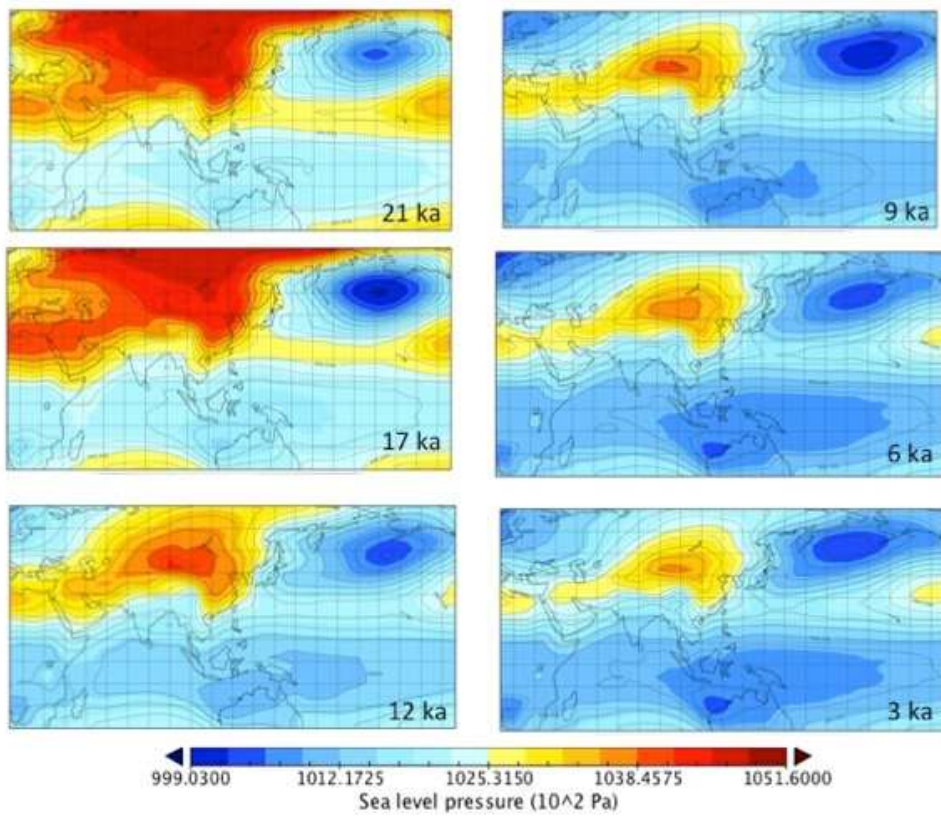 21 ka
9 ka
17 ka
6 ka
12 ka
3 ka
999.0300 1012.1725 1025.3150 1038.4575 1051.6000
Sea level pressure (10^2 Pa)